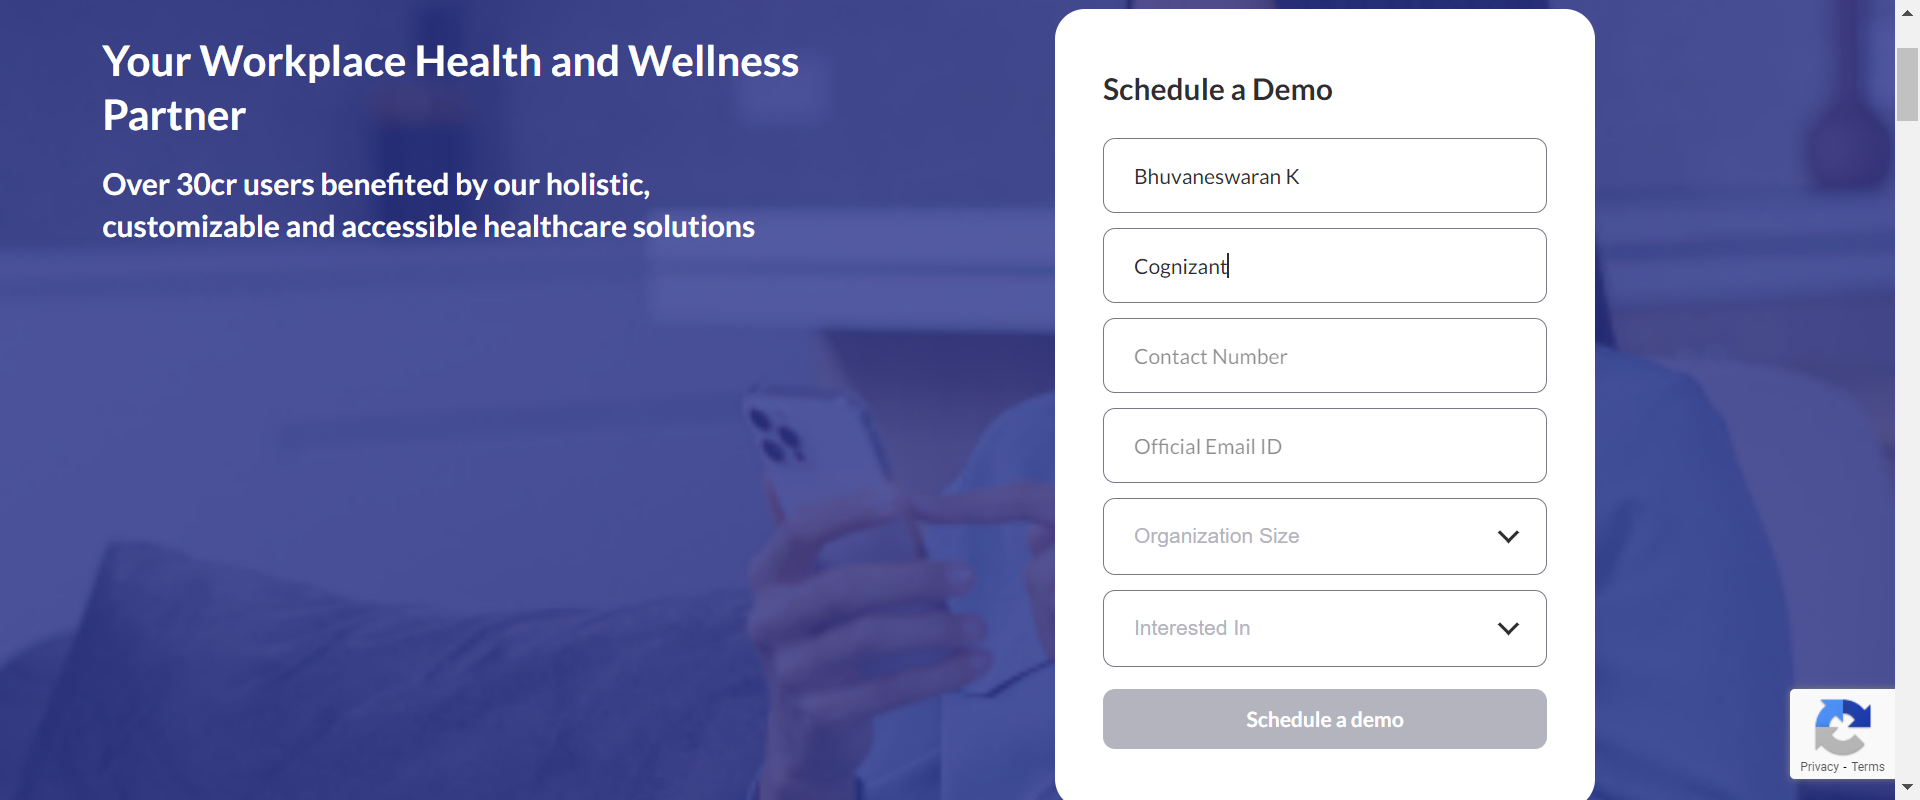 Your Workplace Health and Wellness
Partner
Over 30cr users benefited by our holistic,
customizable and accessible healthcare solutions
Schedule a Demo
Bhuvaneswaran K
Cognizant
Contact Number
Official Email ID
Organization Size
Interested In
Schedule a demo
Privacy - Terms